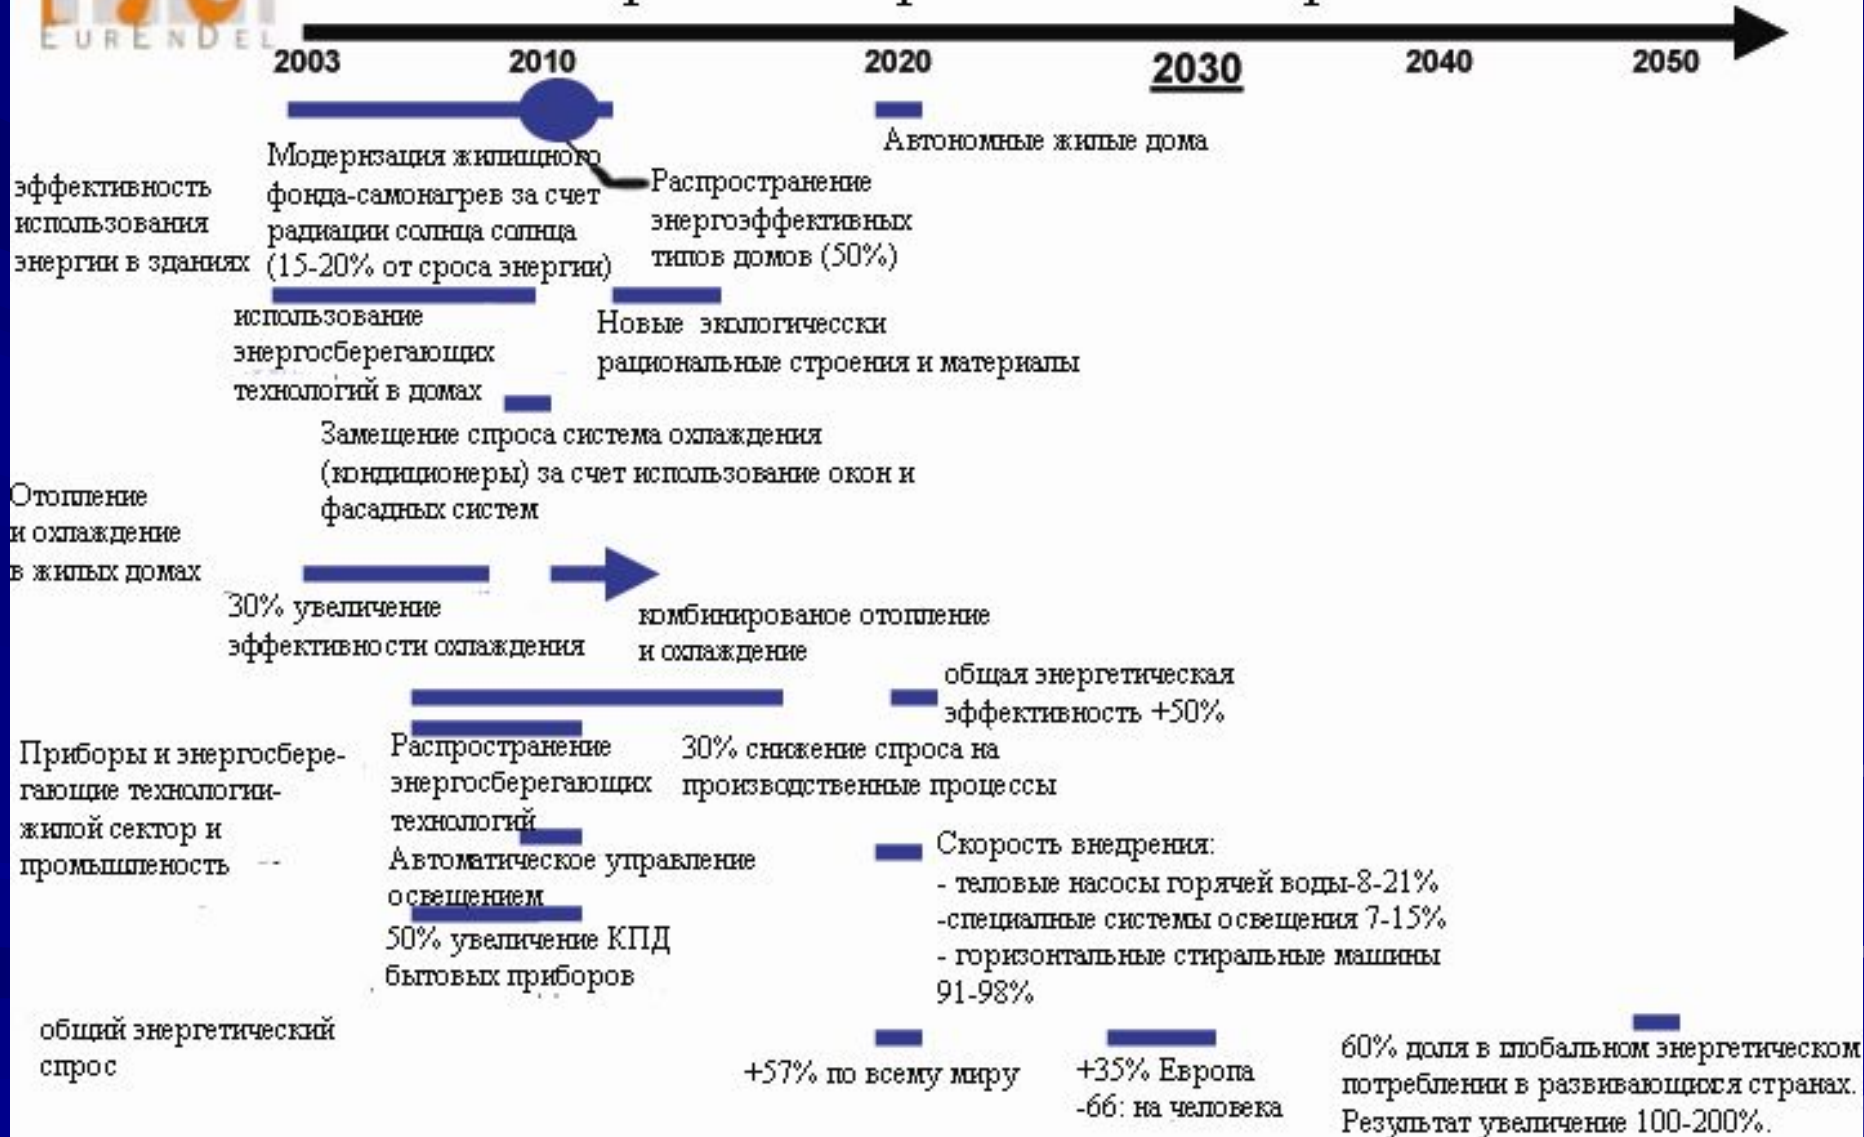 EURENDEL
2003 2010 2020 2030 2040 2050
Автономные жилые дома
Модернзация жилищного
фонда-самонагрев за счет
радиации солнца солнца
(15-20% от сроса энергии)
эффективность
использования
энергии в зданиях
Распространение
энергоэффективных
типов домов (50%)
использование
энергосберегающих
технологий в домах
Новые экологичесски
рациональные строения и материалы
Замещение спроса система охлаждения
(кондиционеры) за счет использование окон и
фасадных систем
Отопление
и охлаждение
в жилых домах
30% увеличение
эффективности охлаждения
комбинированое отопление
и охлаждение
общая энергетическая
эффективность +50%
Приборы и энергосбере-
гающие технологии-
жилой сектор и
промышленость
Распространение
энергосберегающих
технологий
30% снижение спроса на
производственные процессы
Автоматическое управление
освещением
50% увеличение КПД
бытовых приборов
Скорость внедрения:
- теловые насосы горячей воды-8-21%
-специалные системы освещения 7-15%
- горизонтальные стиральные машины
91-98%
общий энергетический
спрос
+57% по всему миру
+35% Европа
-66: на человека
60% доля в глобальном энергетическом
потреблении в развивающихся странах.
Результат увеличение 100-200%.